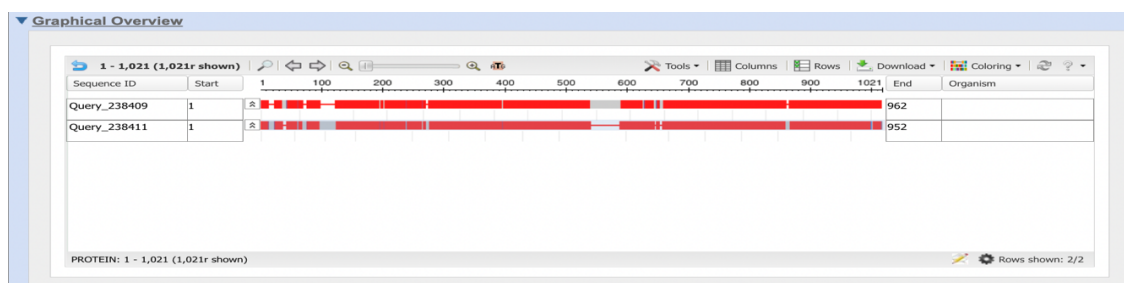 Graphical Overview
1 - 1,021 (1,021r shown) Tools Columns Rows Download Coloring ?
Sequence ID Start 1 100 200 300 400 500 600 700 800 900 1021 End Organism
Query_238409 1 962
Query_238411 1 952
PROTEIN: 1 - 1,021 (1,021r shown) Rows shown: 2/2